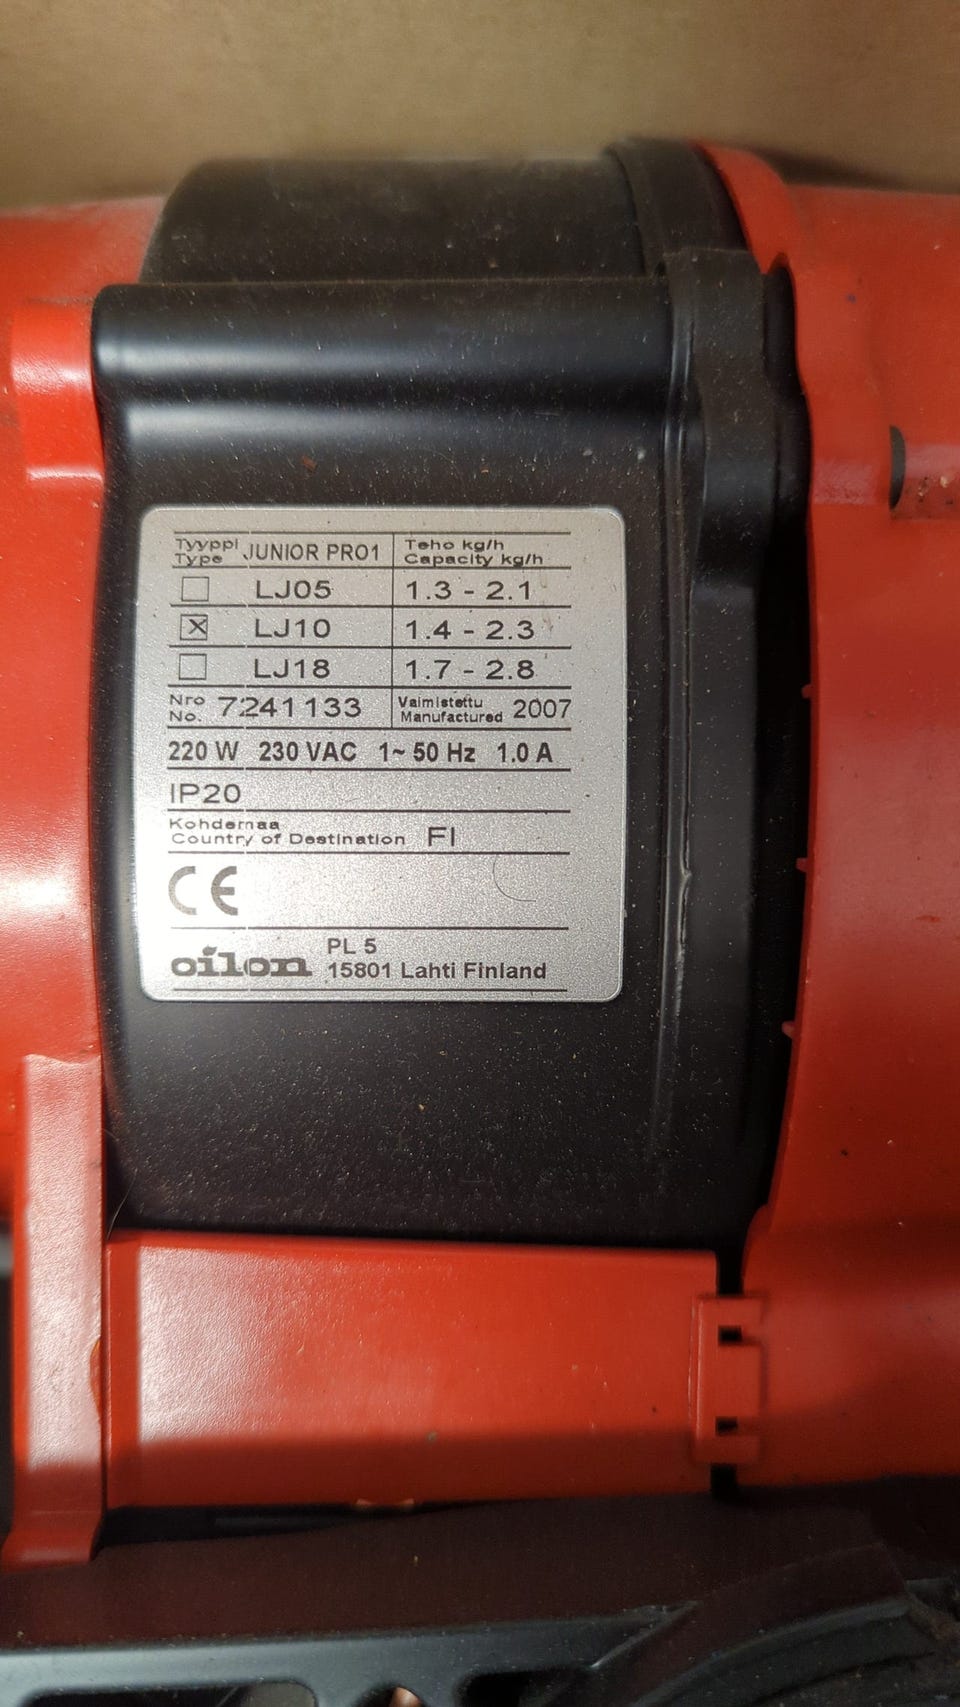 Tyyppi JUNIOR PRO1 Teho kg/h
Type Capacity kg/h
LJ05 1.3 - 2.1
LJ10 1.4 - 2.3
LJ18 1.7 - 2.8
Nro 7241133 Valmistettu 2007
No. Manufactured
220 W 230 VAC 1~ 50 Hz 1.0 A
IP20
Kohdemaa
Country of Destination FI
CE
oilon PL 5
15801 Lahti Finland